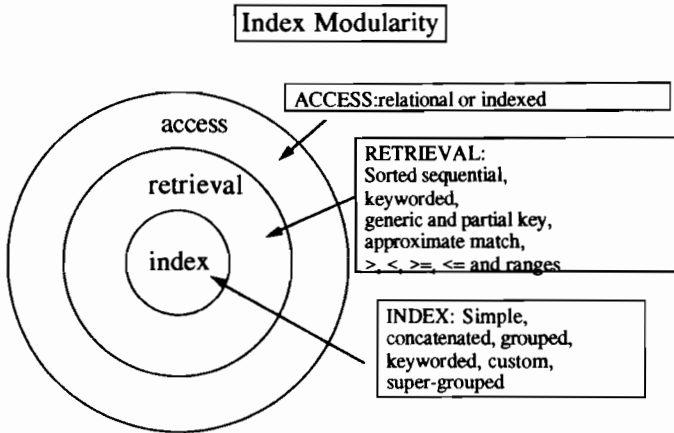 Index Modularity
access
retrieval
index
ACCESS:relational or indexed
RETRIEVAL:
Sorted sequential,
keyworded,
generic and partial key,
approximate match,
>, <, >=, <= and ranges
INDEX: Simple,
concatenated, grouped,
keyworded, custom,
super-grouped